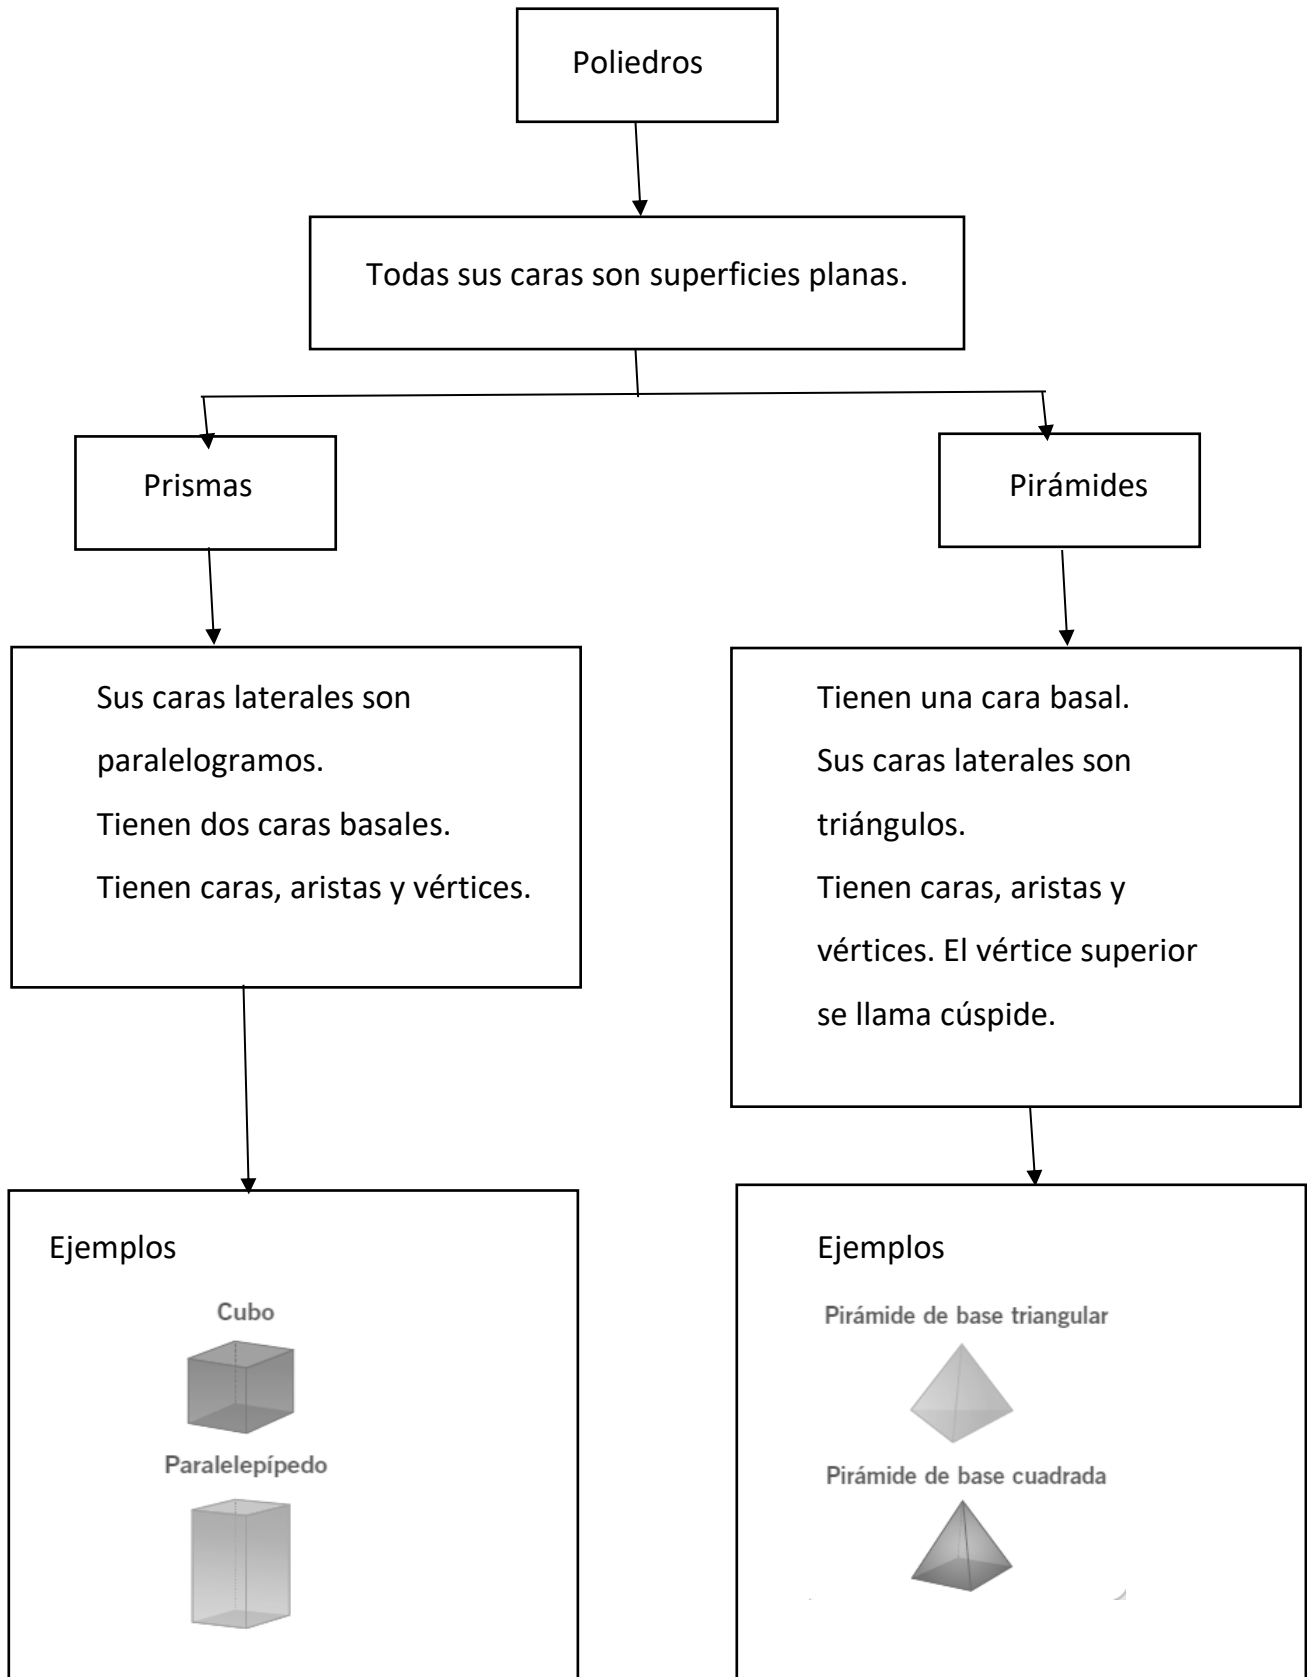 Poliedros
Todas sus caras son superficies planas.
Prismas
Pirámides
Sus caras laterales son
paralelogramos.
Tienen dos caras basales.
Tienen caras, aristas y vértices.
Tienen una cara basal.
Sus caras laterales son
triángulos.
Tienen caras, aristas y
vértices. El vértice superior
se llama cúspide.
Ejemplos
Cubo
Paralelepípedo
Ejemplos
Pirámide de base triangular
Pirámide de base cuadrada